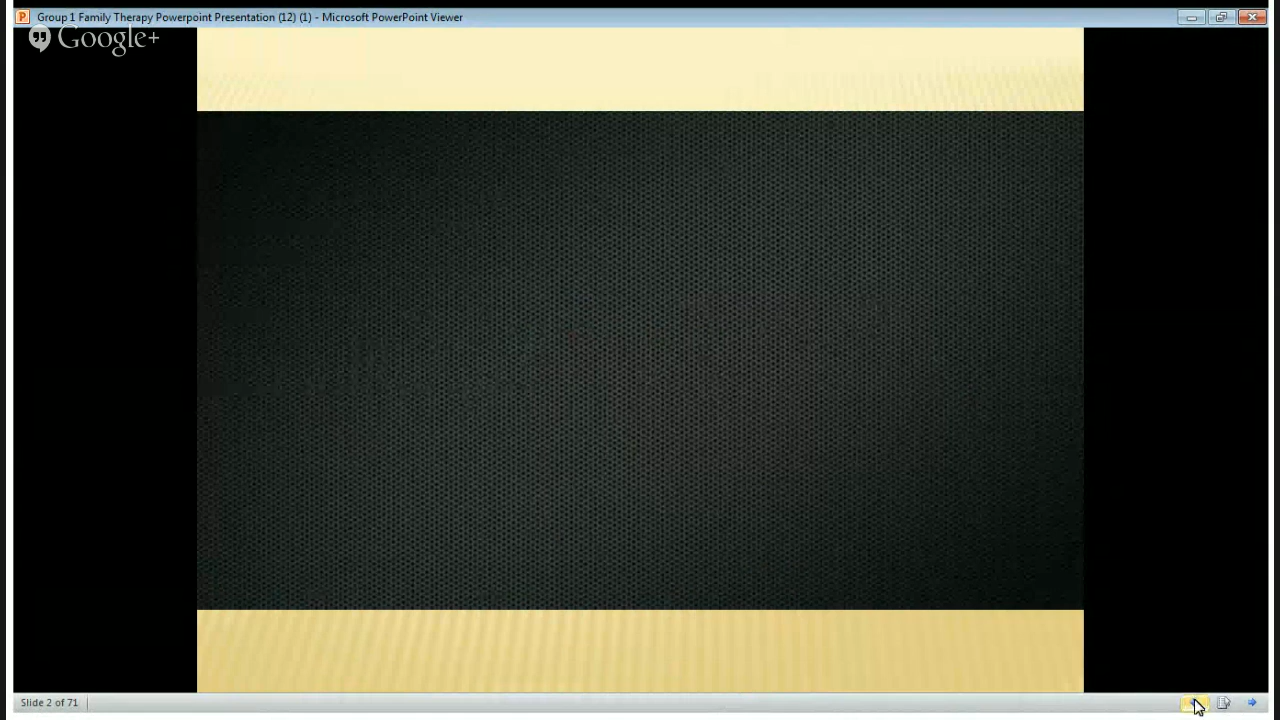 Group 1 Family Therapy Powerpoint Presentation (12) (1) - Microsoft PowerPoint Viewer
Google+
Slide 2 of 71